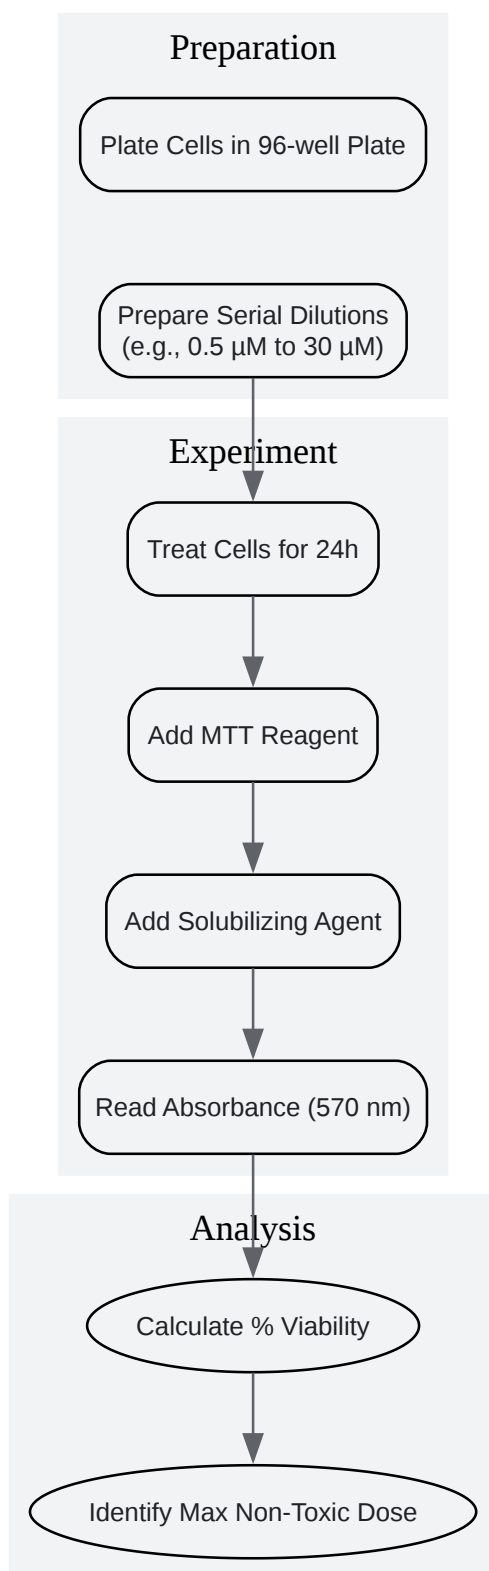 Preparation
Plate Cells in 96-well Plate
Prepare Serial Dilutions
(e.g., 0.5 µM to 30 µM)
Experiment
Treat Cells for 24h
Add MTT Reagent
Add Solubilizing Agent
Read Absorbance (570 nm)
Analysis
Calculate % Viability
Identify Max Non-Toxic Dose